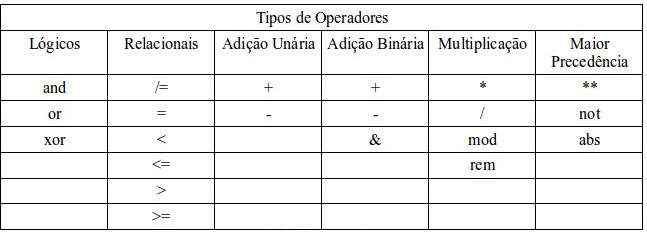 Tipos de Operadores
Lógicos Relacionais Adição Unária Adição Binária Multiplicação Maior
Precedência
and /= + + * **
or = - - / not
xor < & mod abs
<= rem
>
>=